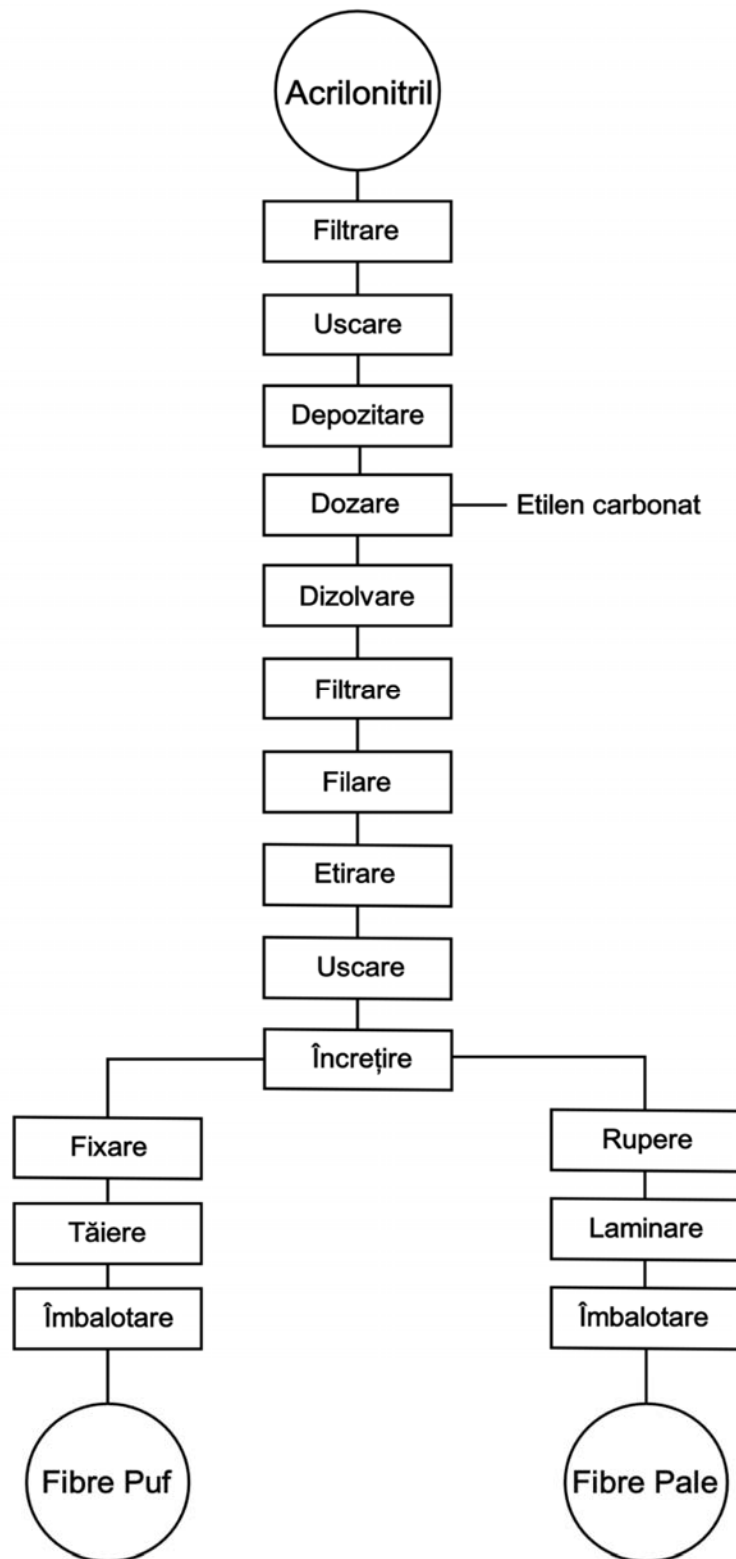 Acrilonitril
Filtrare
Uscare
Depozitare
Dozare
Etilen carbonat
Dizolvare
Filtrare
Filare
Etirare
Uscare
Încrețire
Fixare
Tăiere
Îmbalotare
Fibre Puf
Rupere
Laminare
Îmbalotare
Fibre Pale